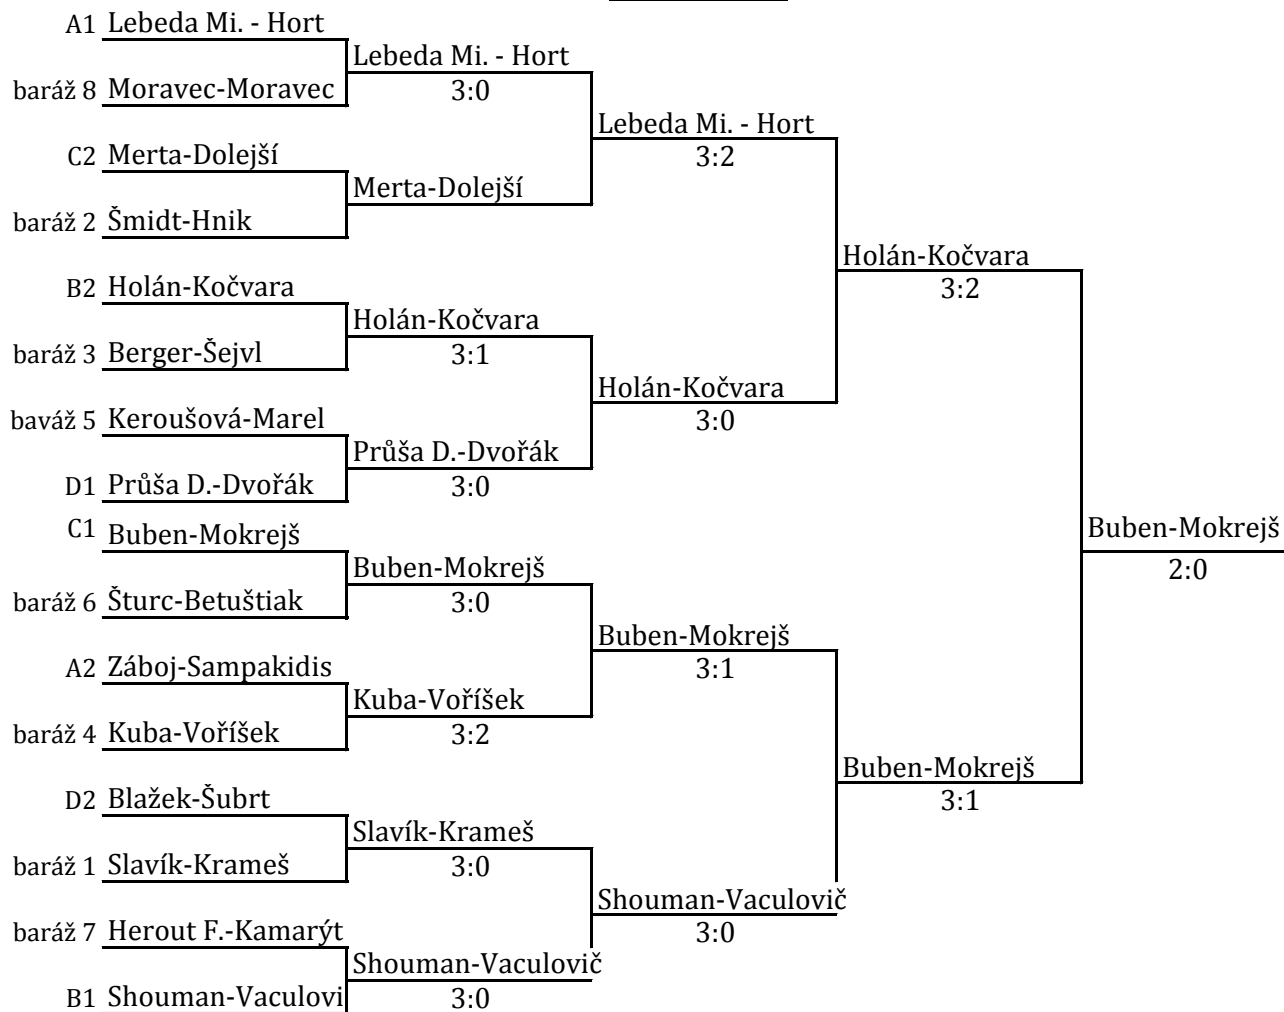 A1 Lebeda Mi. - Hort
Lebeda Mi. - Hort
baráž 8 Moravec-Moravec
3:0
Lebeda Mi. - Hort
C2 Merta-Dolejší
3:2
Merta-Dolejší
baráž 2 Šmidt-Hnik
Holán-Kočvara
B2 Holán-Kočvara
3:2
Holán-Kočvara
baráž 3 Berger-Šejvl
3:1
Holán-Kočvara
baváž 5 Keroušová-Marel
3:0
Průša D.-Dvořák
D1 Průša D.-Dvořák
3:0
C1 Buben-Mokrejš
Buben-Mokrejš
Buben-Mokrejš
2:0
baráž 6 Šturc-Betuštiak
3:0
Buben-Mokrejš
A2 Záboj-Sampakidis
3:1
Kuba-Voříšek
baráž 4 Kuba-Voříšek
3:2
Buben-Mokrejš
D2 Blažek-Šubrt
3:1
Slavík-Krameš
baráž 1 Slavík-Krameš
3:0
Shouman-Vaculovič
baráž 7 Herout F.-Kamarýt
3:0
Shouman-Vaculovič
B1 Shouman-Vaculovi
3:0